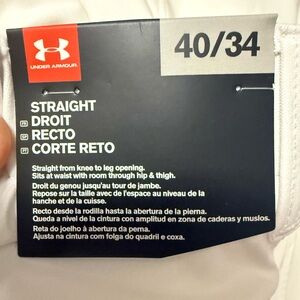 UNDER ARMOUR
40/34
STRAIGHT
FR DROIT
ES RECTO
PT CORTE RETO
Straight from knee to leg opening.
Sits at waist with room through hip & thigh.
Droit du genou jusqu'au tour de jambe.
Repose sur la taille avec de l'espace au niveau de la
hanche et de la cuisse.
Recto desde la rodilla hasta la abertura de la pierna.
Queda a nivel de la cintura con amplitud en zona de caderas y muslos.
Reta do joelho à abertura da perna.
Ajusta na cintura com folga do quadril e coxa.